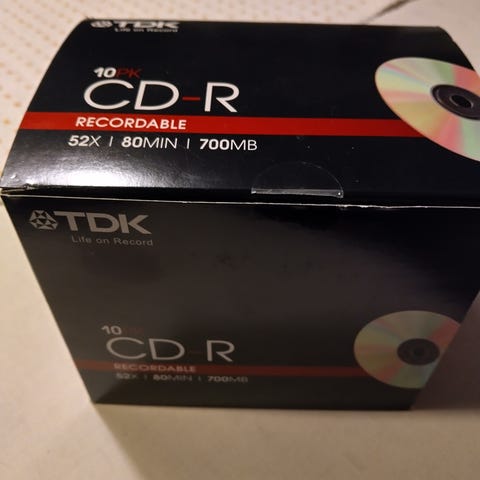 TDK
Life on Record
10PK
CD-R
RECORDABLE
52X | 80MIN | 700MB
TDK
Life on Record
10PK
CD-R
RECORDABLE
52X | 80MIN | 700MB